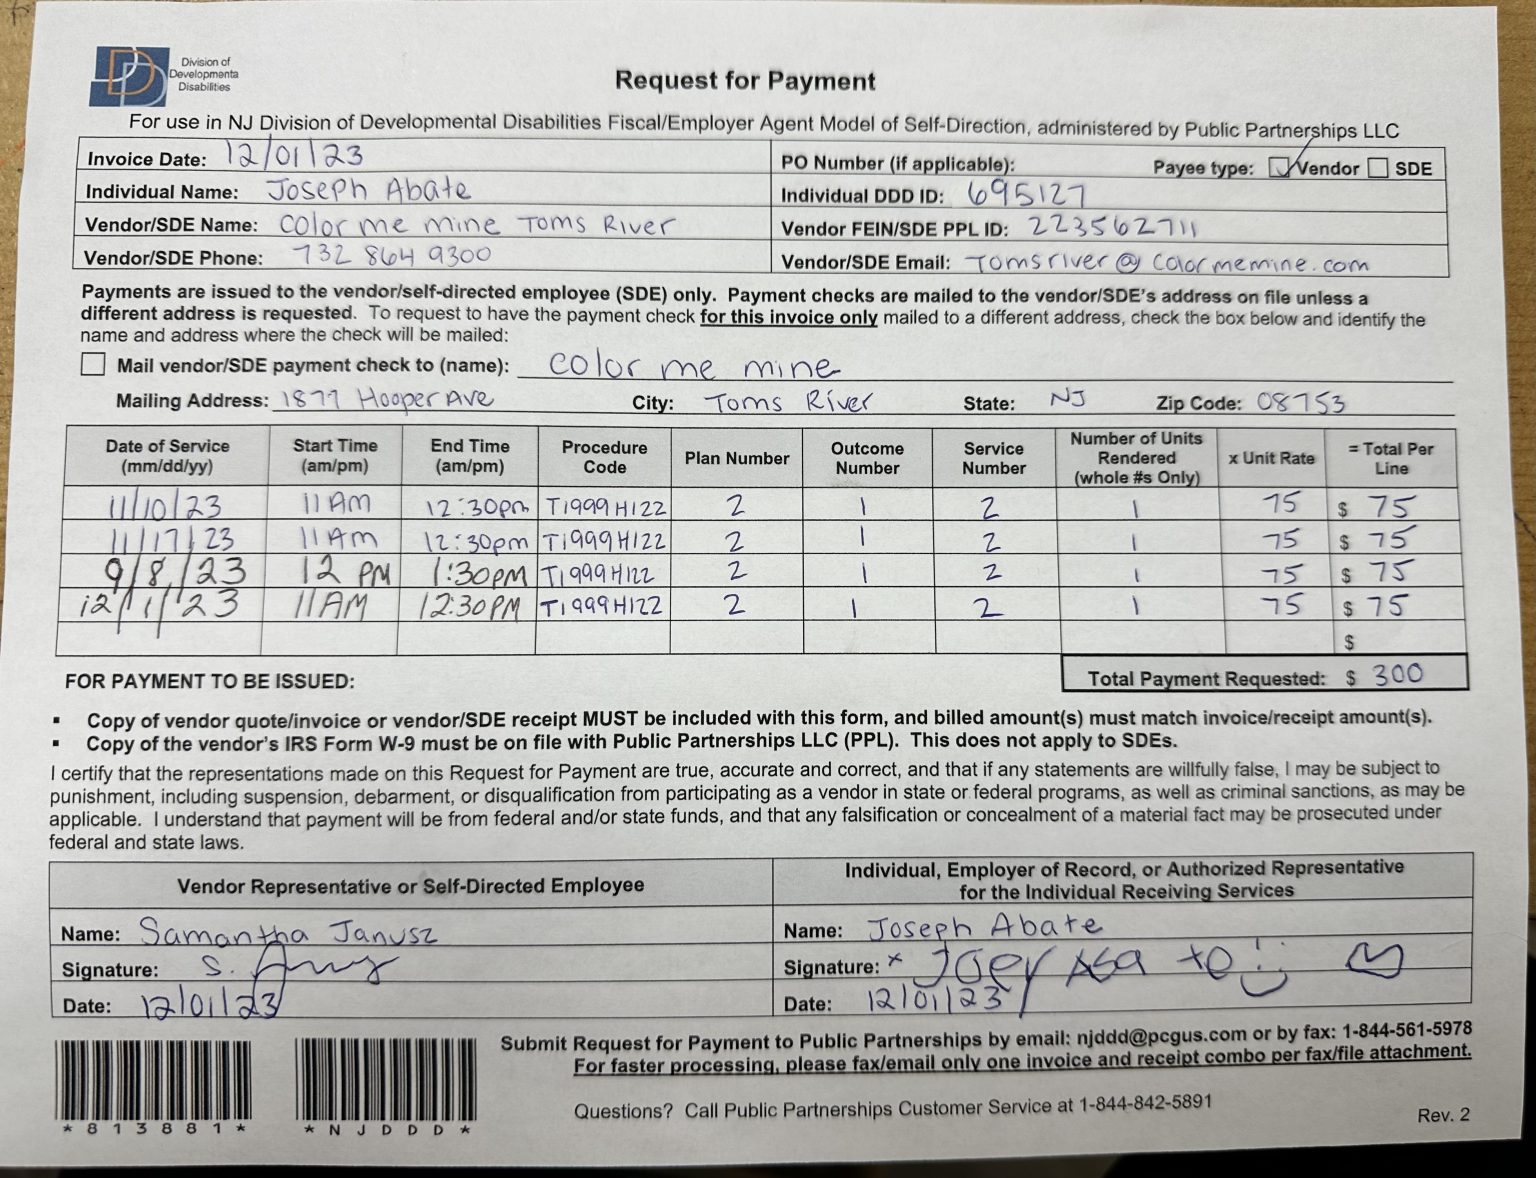 Division of
Developmenta
Disabilities
Request for Payment
For use in NJ Division of Developmental Disabilities Fiscal/Employer Agent Model of Self-Direction, administered by Public Partnerships LLC
Invoice Date: 12/01/23 PO Number (if applicable): Payee type: Vendor SDE
Individual Name: Joseph Abate Individual DDD ID: 695127
Vendor/SDE Name: Color me mine Toms River Vendor FEIN/SDE PPL ID: 223562711
Vendor/SDE Phone: 732 864 9300 Vendor/SDE Email: Tomsriver@colormemine.com
Payments are issued to the vendor/self-directed employee (SDE) only. Payment checks are mailed to the vendor/SDE's address on file unless a
different address is requested. To request to have the payment check for this invoice only mailed to a different address, check the box below and identify the
name and address where the check will be mailed:
Mail vendor/SDE payment check to (name): Color me mine
Mailing Address: 1877 Hooper Ave City: Toms River State: NJ Zip Code: 08753
Date of Service (mm/dd/yy) Start Time (am/pm) End Time (am/pm) Procedure Code Plan Number Outcome Number Service Number Number of Units Rendered (whole #s Only) x Unit Rate = Total Per Line
11/10/23 11AM 12:30pm T1999H122 2 1 2 1 75 $ 75
11/17/23 11AM 12:30pm T1999H122 2 1 2 1 75 $ 75
9/8/23 12 PM 1:30PM T1999H122 2 1 2 1 75 $ 75
12/1/23 11AM 12:30PM T1999H122 2 1 2 1 75 $ 75
$
FOR PAYMENT TO BE ISSUED: Total Payment Requested: $ 300
▪ Copy of vendor quote/invoice or vendor/SDE receipt MUST be included with this form, and billed amount(s) must match invoice/receipt amount(s).
▪ Copy of the vendor's IRS Form W-9 must be on file with Public Partnerships LLC (PPL). This does not apply to SDEs.
I certify that the representations made on this Request for Payment are true, accurate and correct, and that if any statements are willfully false, I may be subject to
punishment, including suspension, debarment, or disqualification from participating as a vendor in state or federal programs, as well as criminal sanctions, as may be
applicable. I understand that payment will be from federal and/or state funds, and that any falsification or concealment of a material fact may be prosecuted under
federal and state laws.
Vendor Representative or Self-Directed Employee Individual, Employer of Record, or Authorized Representative for the Individual Receiving Services
Name: Samantha Janusz Name: Joseph Abate
Signature: S. Signature: x Joey
Date: 12/01/23 Date: 12/01/23
Submit Request for Payment to Public Partnerships by email: njddd@pcgus.com or by fax: 1-844-561-5978
For faster processing, please fax/email only one invoice and receipt combo per fax/file attachment.
Questions? Call Public Partnerships Customer Service at 1-844-842-5891
*813881* *NJDDD*
Rev. 2